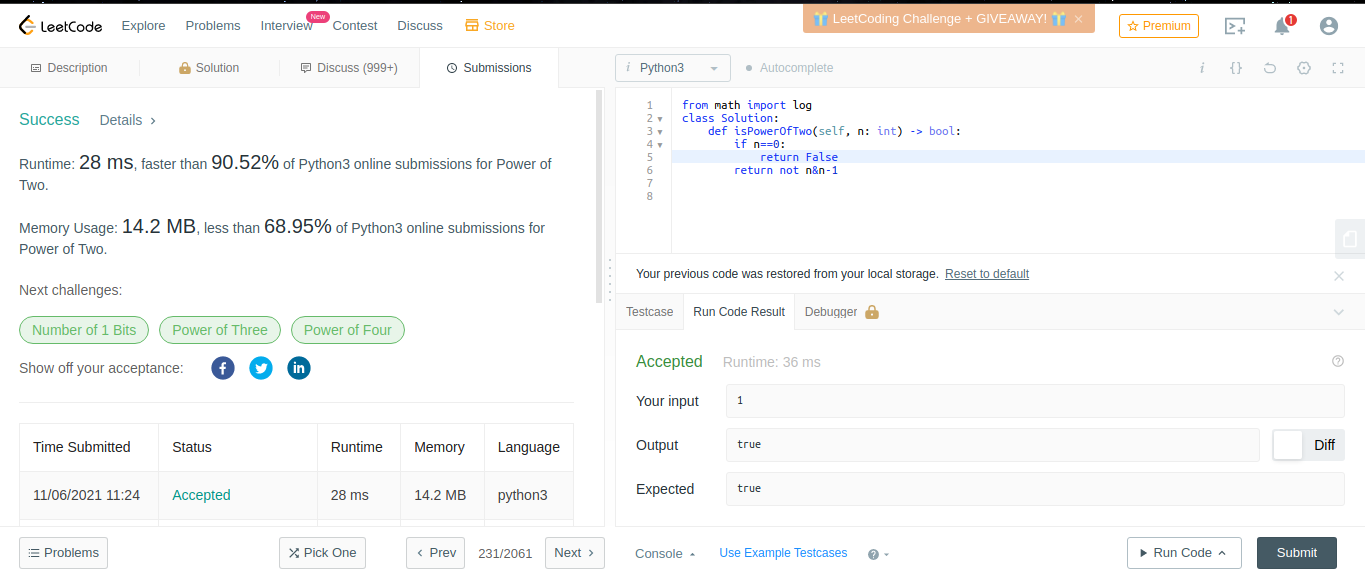 LeetCode Explore Problems Interview New Contest Discuss Store LeetCoding Challenge + GIVEAWAY! × Premium 1
Description Solution Discuss (999+) Submissions
i Python3 Autocomplete i {}
Success Details >
Runtime: 28 ms, faster than 90.52% of Python3 online submissions for Power of
Two.
Memory Usage: 14.2 MB, less than 68.95% of Python3 online submissions for
Power of Two.
Next challenges:
Number of 1 Bits Power of Three Power of Four
Show off your acceptance: f in
Time Submitted Status Runtime Memory Language
11/06/2021 11:24 Accepted 28 ms 14.2 MB python3
1 from math import log
2 class Solution:
3 def isPowerOfTwo(self, n: int) -> bool:
4 if n==0:
5 return False
6 return not n&n-1
7
8
Your previous code was restored from your local storage. Reset to default
Testcase Run Code Result Debugger
Accepted Runtime: 36 ms
Your input 1
Output true Diff
Expected true
Problems Pick One < Prev 231/2061 Next >
Console Use Example Testcases ? Run Code Submit